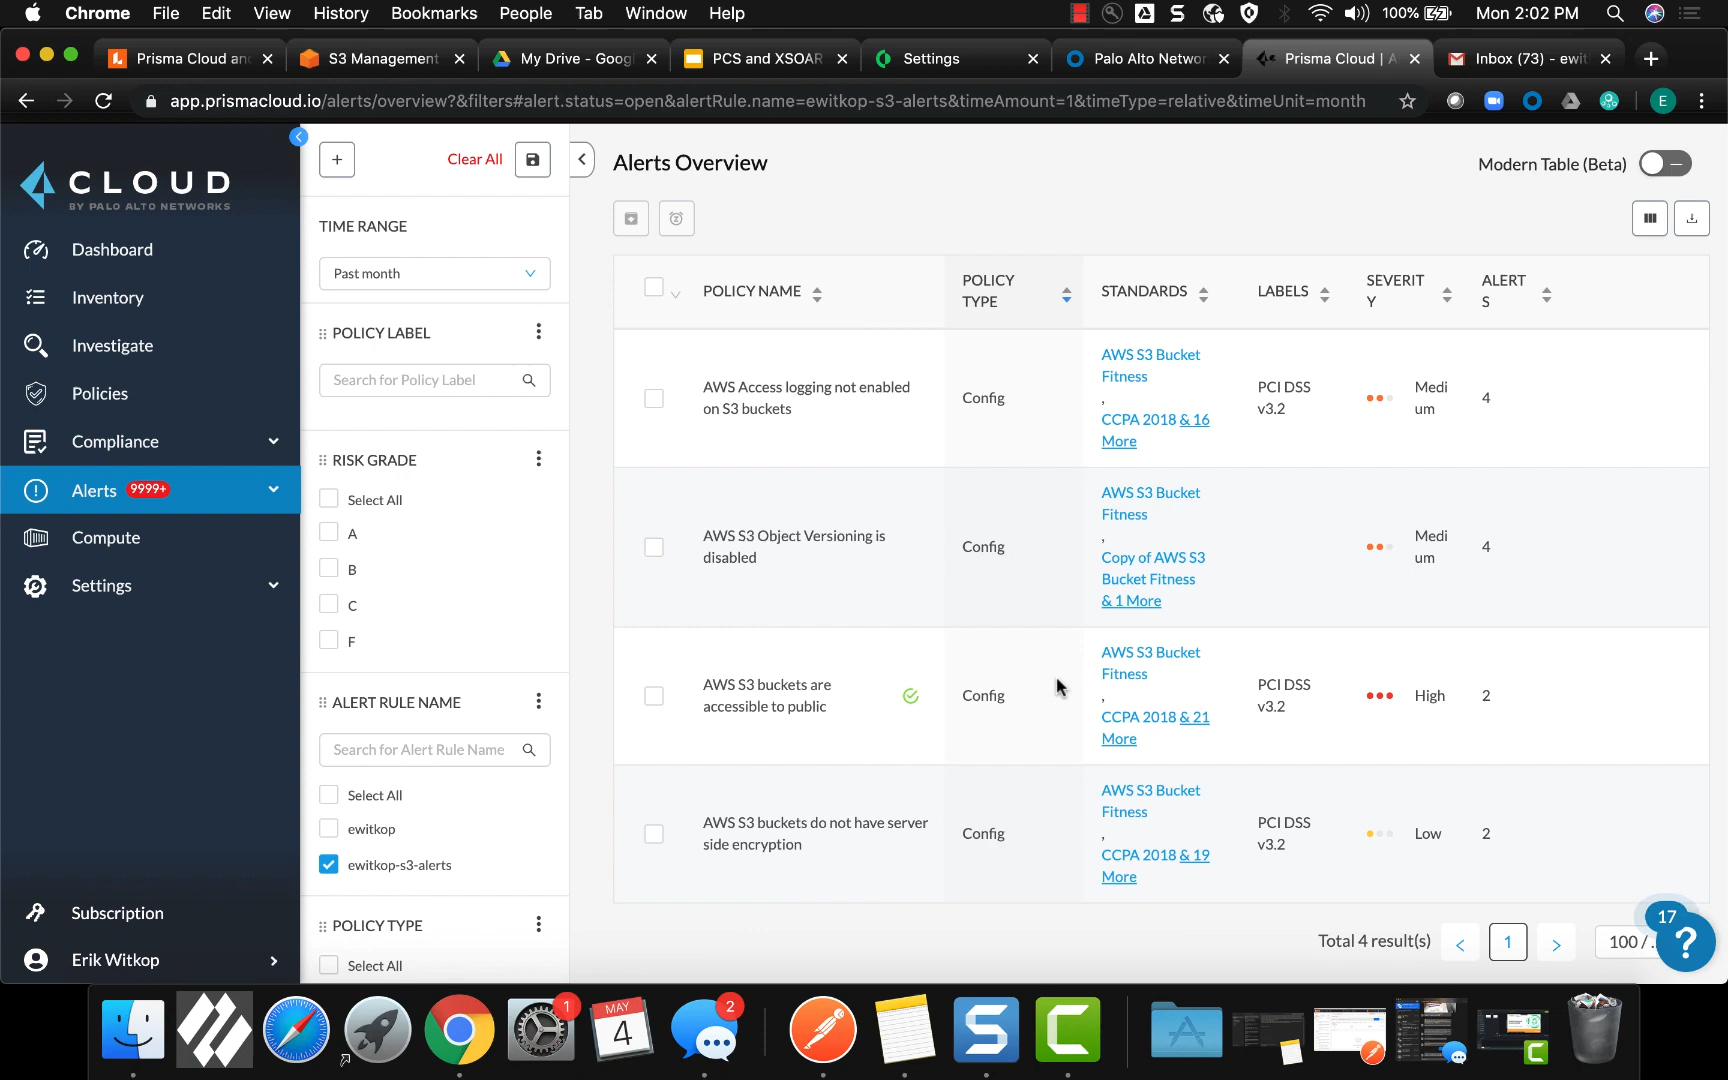 Chrome File Edit View History Bookmarks People Tab Window Help 100% Mon 2:02 PM
Prisma Cloud an S3 Management My Drive - Goog PCS and XSOAR Settings Palo Alto Networ Prisma Cloud | A Inbox (73) - ewit
app.prismacloud.io/alerts/overview?&filters#alert.status=open&alertRule.name=ewitkop-s3-alerts&timeAmount=1&timeType=relative&timeUnit=month E
CLOUD
BY PALO ALTO NETWORKS
Dashboard
Inventory
Investigate
Policies
Compliance
Alerts 9999+
Compute
Settings
Subscription
Erik Witkop
Clear All
TIME RANGE
Past month
POLICY LABEL
Search for Policy Label
RISK GRADE
Select All
A
B
C
F
ALERT RULE NAME
Search for Alert Rule Name
Select All
ewitkop
ewitkop-s3-alerts
POLICY TYPE
Select All
Alerts Overview
Modern Table (Beta)
POLICY NAME
POLICY
TYPE
STANDARDS
LABELS
SEVERIT
Y
ALERT
S
AWS Access logging not enabled
on S3 buckets
Config
AWS S3 Bucket
Fitness
,
CCPA 2018 & 16
More
PCI DSS
v3.2
Medi
um
4
AWS S3 Object Versioning is
disabled
Config
AWS S3 Bucket
Fitness
,
Copy of AWS S3
Bucket Fitness
& 1 More
Medi
um
4
AWS S3 buckets are
accessible to public
Config
AWS S3 Bucket
Fitness
,
CCPA 2018 & 21
More
PCI DSS
v3.2
High
2
AWS S3 buckets do not have server
side encryption
Config
AWS S3 Bucket
Fitness
,
CCPA 2018 & 19
More
PCI DSS
v3.2
Low
2
Total 4 result(s) < 1 > 100 /
17
?
1
MAY
4
2
S
C